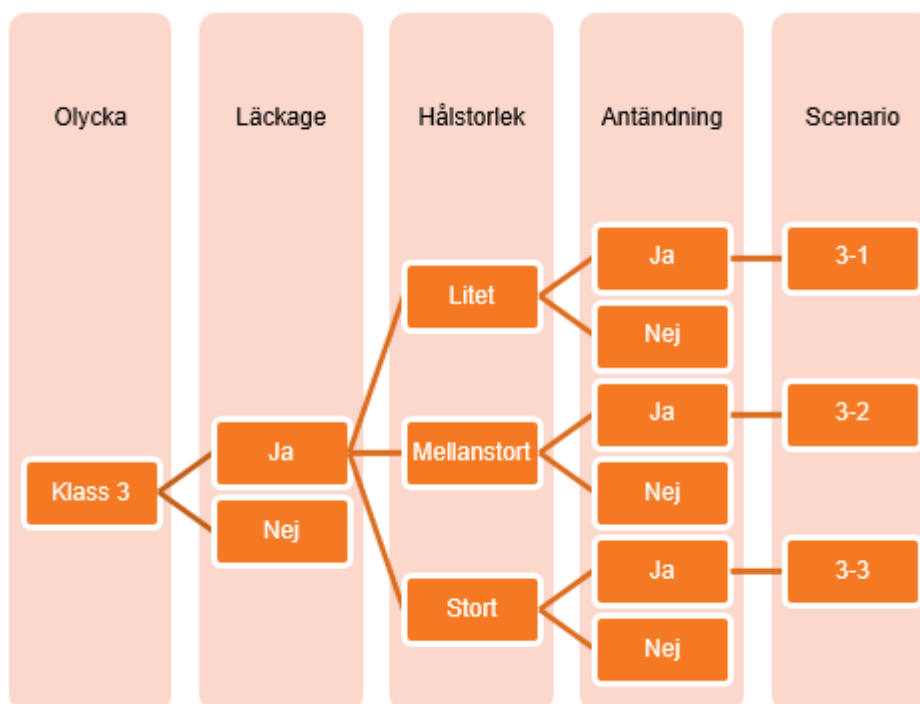 Olycka
Läckage
Hålstorlek
Antändning
Scenario
Ja
3-1
Litet
Nej
Ja
3-2
Ja
Mellanstort
Klass 3
Nej
Nej
Ja
3-3
Stort
Nej